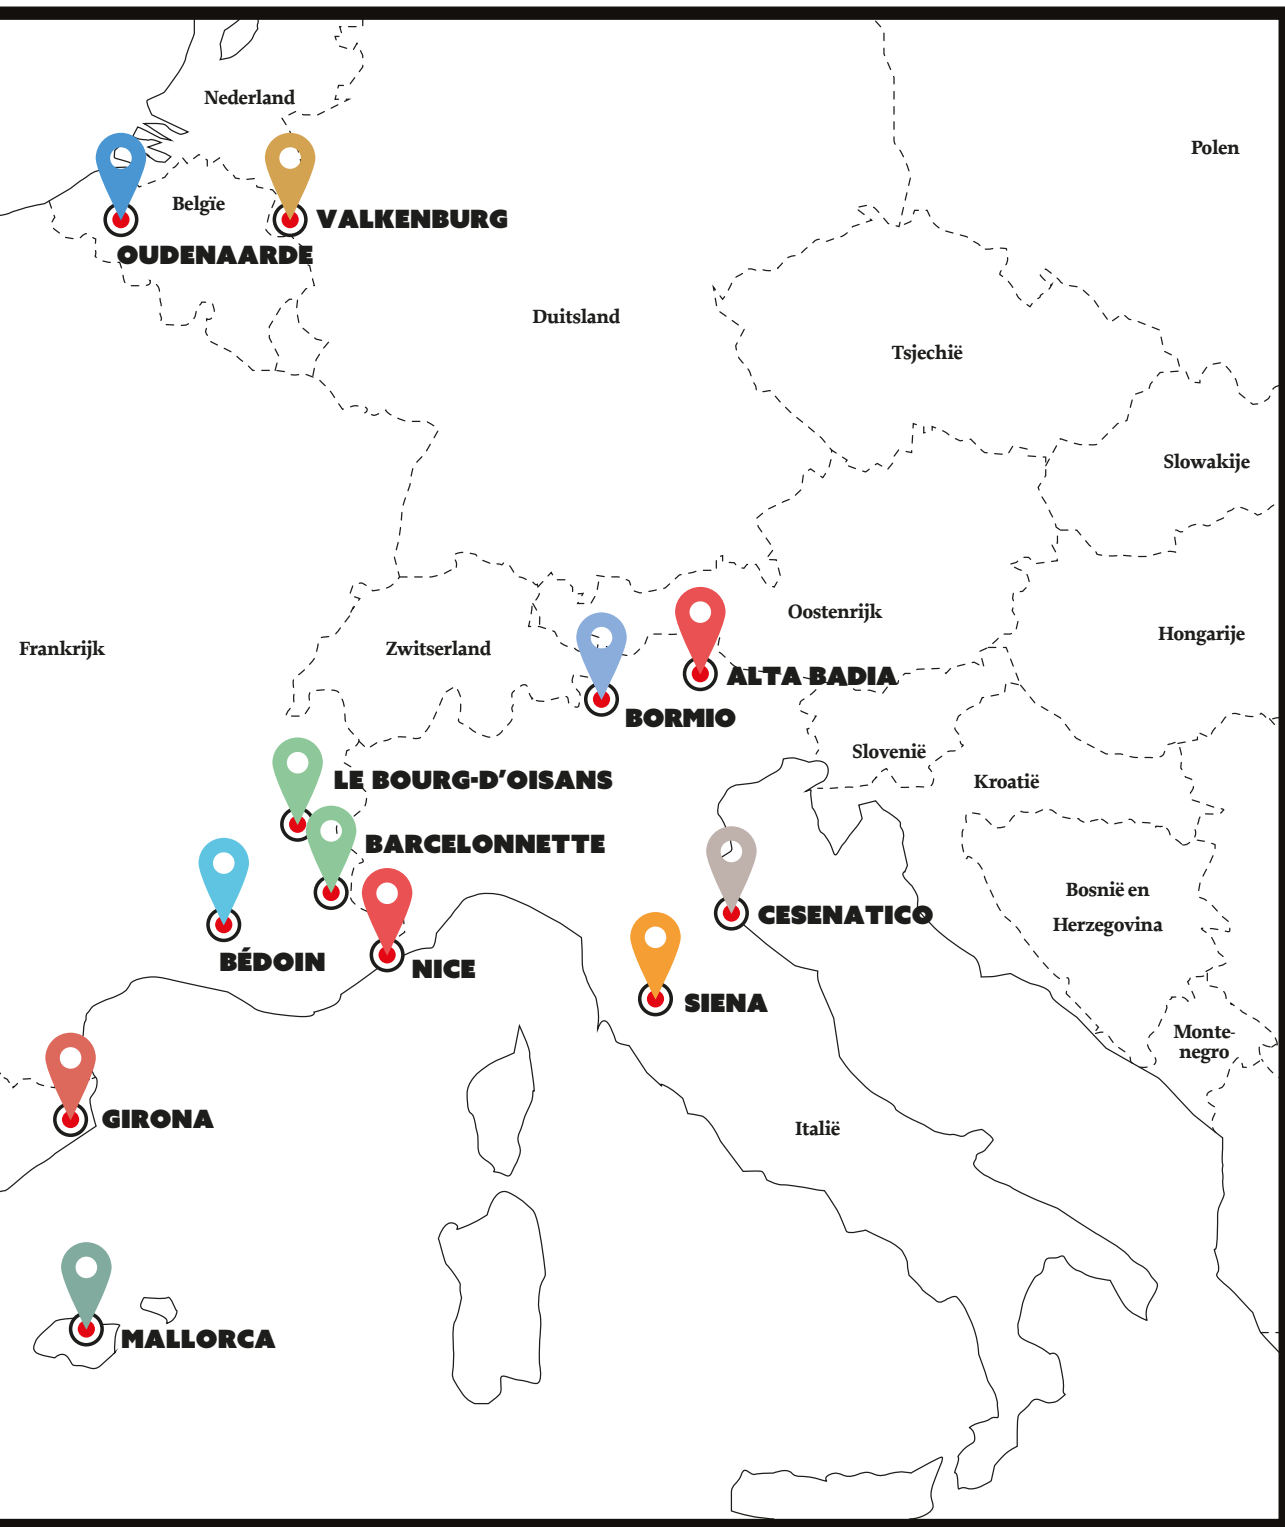 Nederland
Polen
Belgïe
VALKENBURG
OUDENAARDE
Duitsland
Tsjechië
Slowakije
Oostenrijk
Hongarije
Frankrijk
Zwitserland
ALTA BADIA
BORMIO
Slovenië
LE BOURG-D'OISANS
Kroatië
BARCELONNETTE
Bosnië en
Herzegovina
CESENATICO
BÉDOIN
NICE
SIENA
Monte-
negro
GIRONA
Italië
MALLORCA